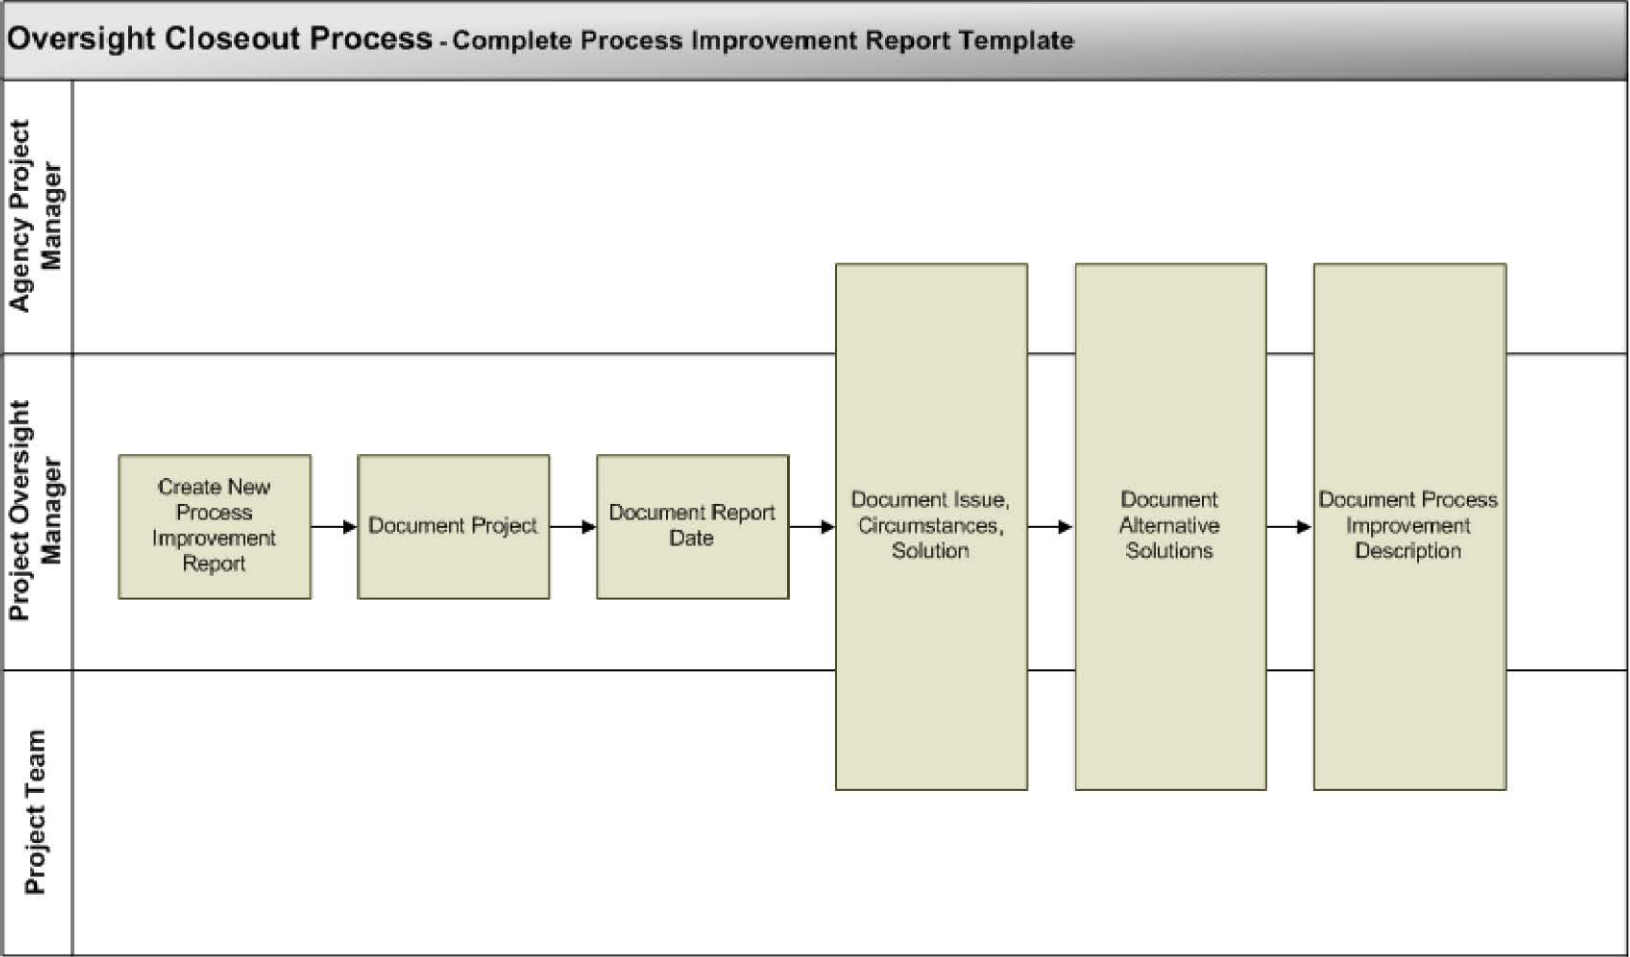 Oversight Closeout Process - Complete Process Improvement Report Template
Agency Project
Manager
Project Oversight
Manager
Create New
Process
Improvement
Report
Document Project
Document Report
Date
Document Issue,
Circumstances,
Solution
Document
Alternative
Solutions
Document Process
Improvement
Description
Project Team